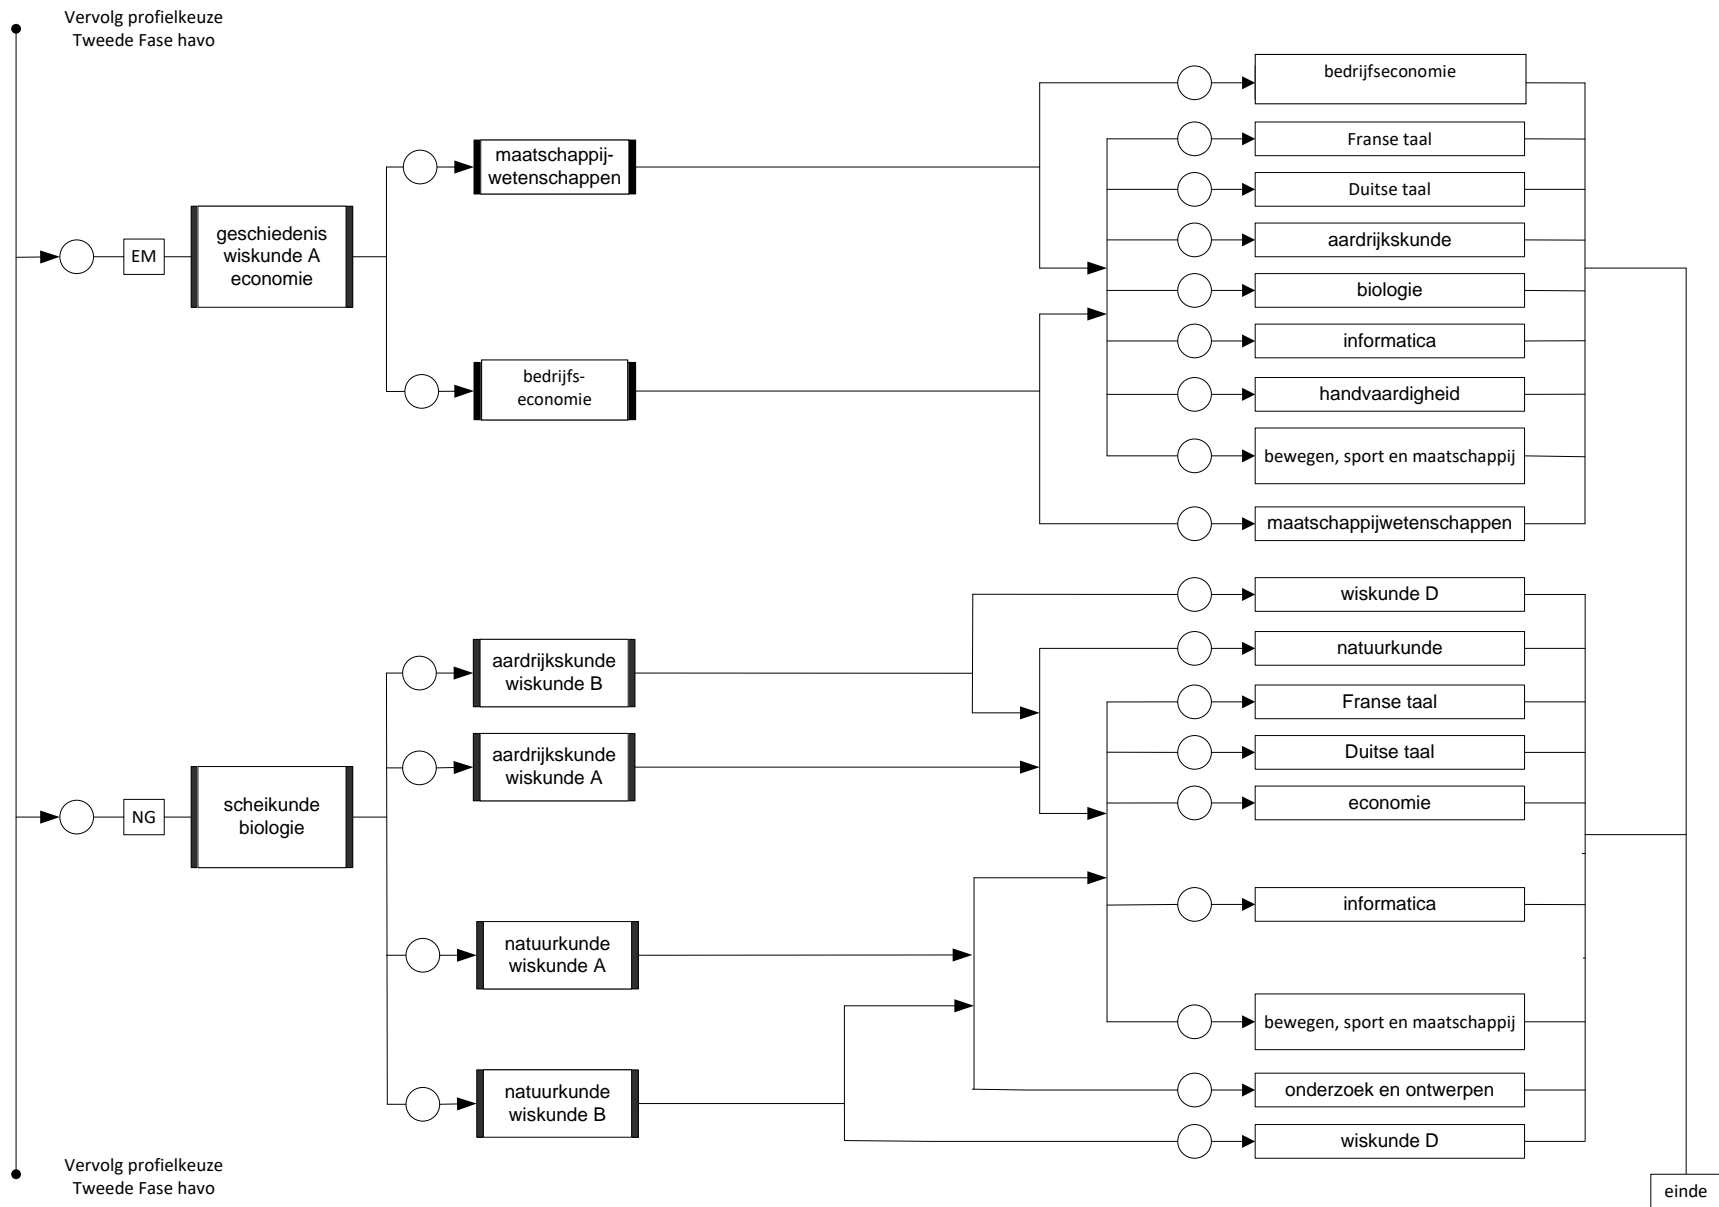 Vervolg profielkeuze
Tweede Fase havo
EM
geschiedenis
wiskunde A
economie
maatschappij-
wetenschappen
bedrijfs-
economie
bedrijfseconomie
Franse taal
Duitse taal
aardrijkskunde
biologie
informatica
handvaardigheid
bewegen, sport en maatschappij
maatschappijwetenschappen
NG
scheikunde
biologie
aardrijkskunde
wiskunde B
aardrijkskunde
wiskunde A
natuurkunde
wiskunde A
natuurkunde
wiskunde B
wiskunde D
natuurkunde
Franse taal
Duitse taal
economie
informatica
bewegen, sport en maatschappij
onderzoek en ontwerpen
wiskunde D
Vervolg profielkeuze
Tweede Fase havo
einde